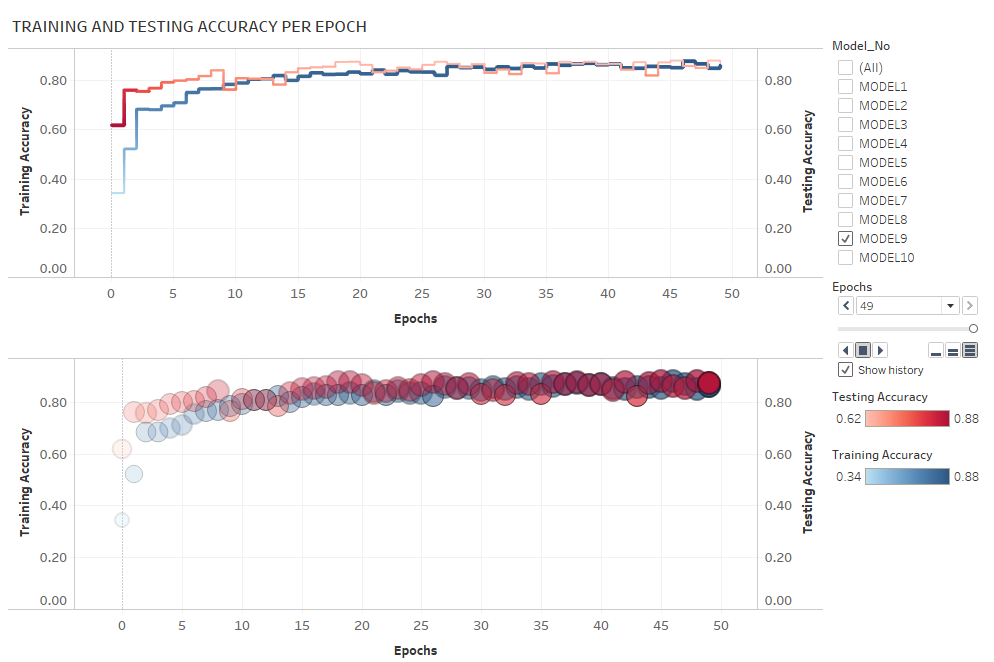 TRAINING AND TESTING ACCURACY PER EPOCH
Training Accuracy
0.80
0.60
0.40
0.20
0.00
Testing Accuracy
0.80
0.60
0.40
0.20
0.00
0 5 10 15 20 25 30 35 40 45 50
Epochs
Training Accuracy
0.80
0.60
0.40
0.20
0.00
Testing Accuracy
0.80
0.60
0.40
0.20
0.00
0 5 10 15 20 25 30 35 40 45 50
Epochs
Model_No
(All)
MODEL1
MODEL2
MODEL3
MODEL4
MODEL5
MODEL6
MODEL7
MODEL8
MODEL9
MODEL10
Epochs
49
Show history
Testing Accuracy
0.62 0.88
Training Accuracy
0.34 0.88